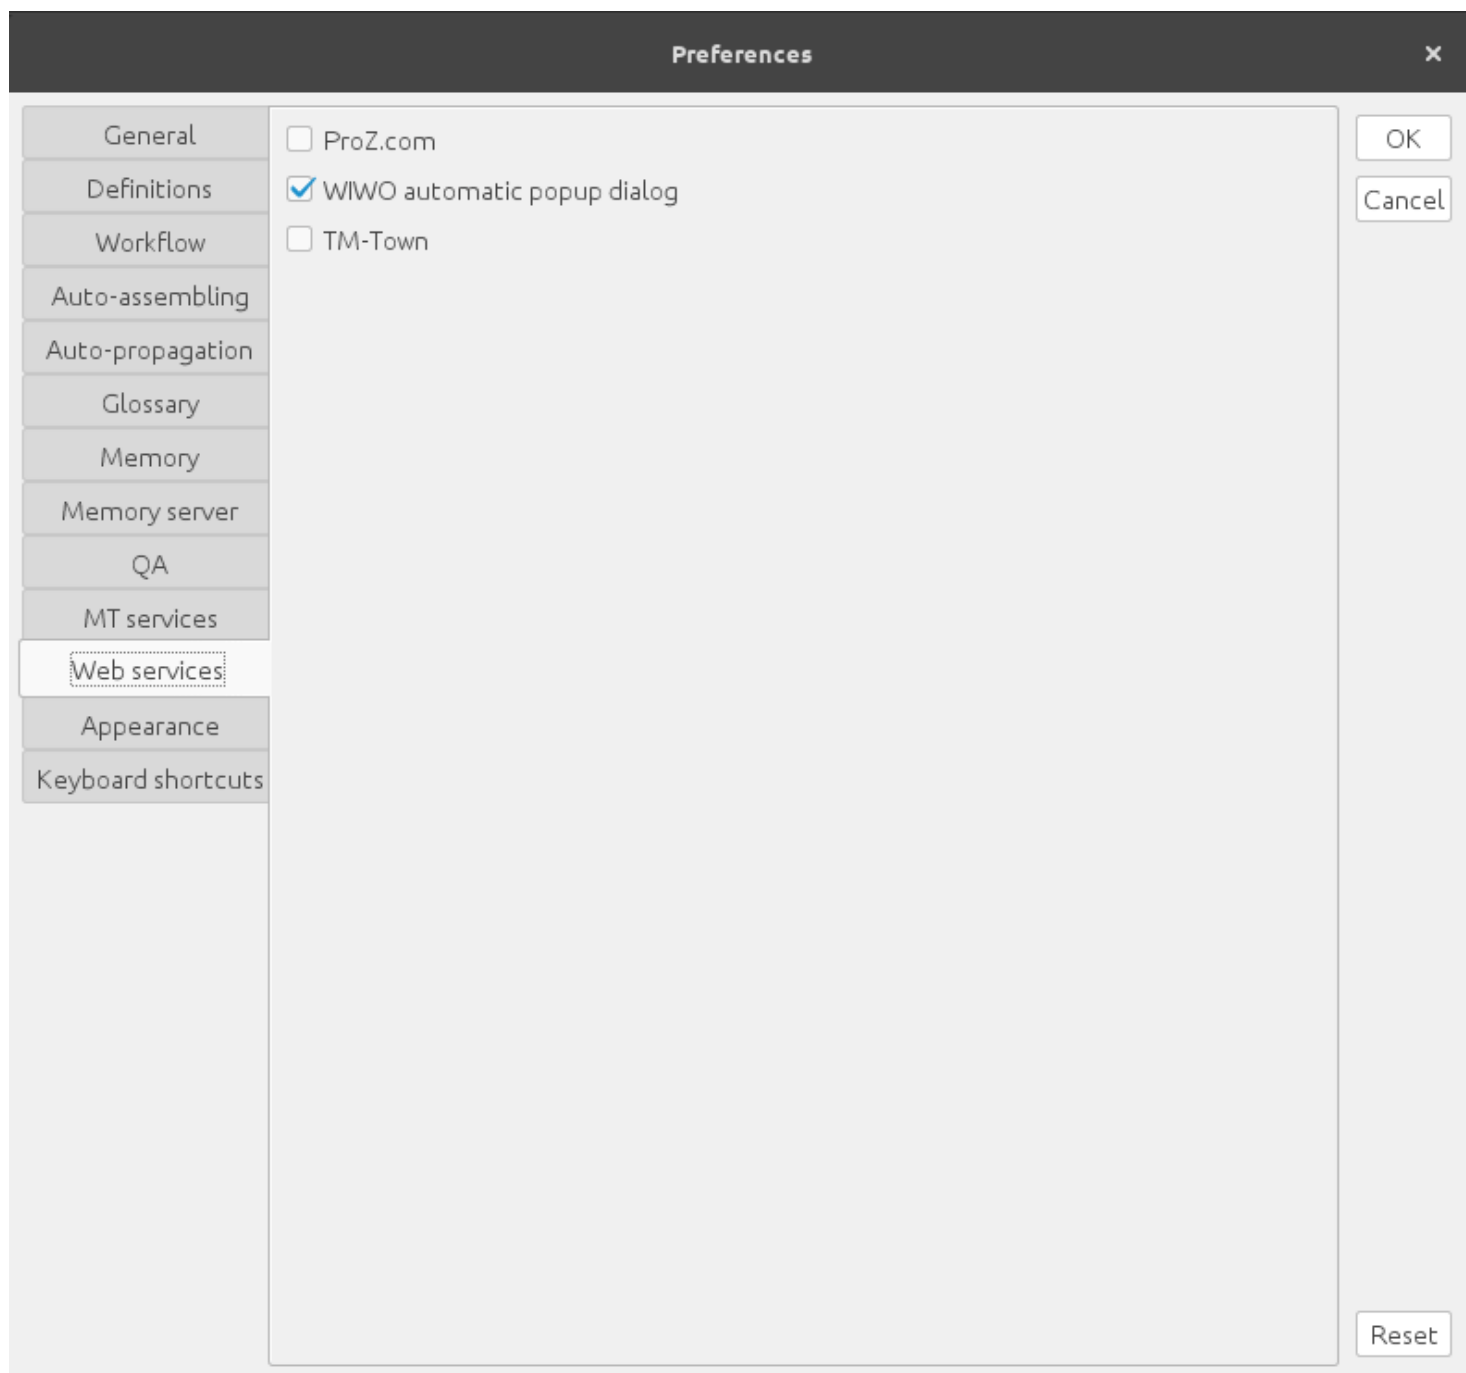 Preferences
General
Definitions
Workflow
Auto-assembling
Auto-propagation
Glossary
Memory
Memory server
QA
MT services
Web services
Appearance
Keyboard shortcuts
ProZ.com
WIWO automatic popup dialog
TM-Town
OK
Cancel
Reset